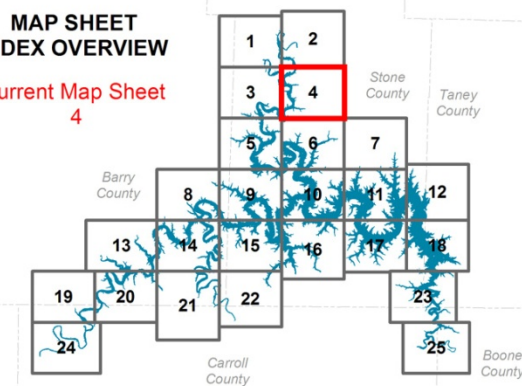 MAP SHEET
DEX OVERVIEW
urrent Map Sheet
4
1
2
3
4
Stone
County
Taney
County
5
6
7
Barry
County
8
9
10
11
12
13
14
15
16
17
18
19
20
21
22
23
24
25
Carroll
County
Boone
County